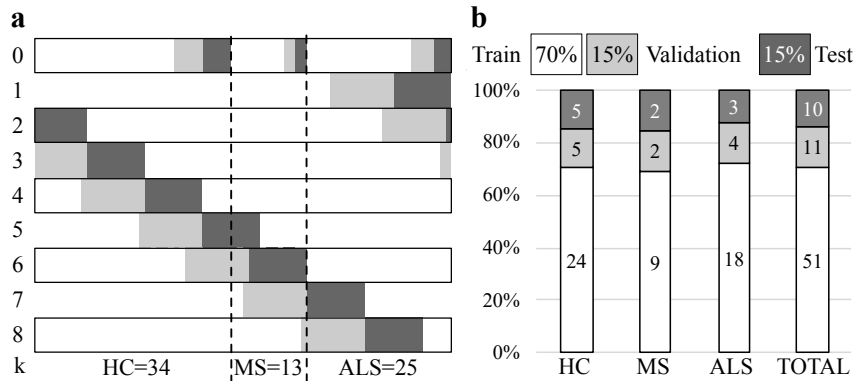 a
0
1
2
3
4
5
6
7
8
k
HC=34 MS=13 ALS=25
b
Train 70% 15% Validation 15% Test
100%
80%
60%
40%
20%
0%
5 2 3 10
5 2 4 11
24 9 18 51
HC MS ALS TOTAL